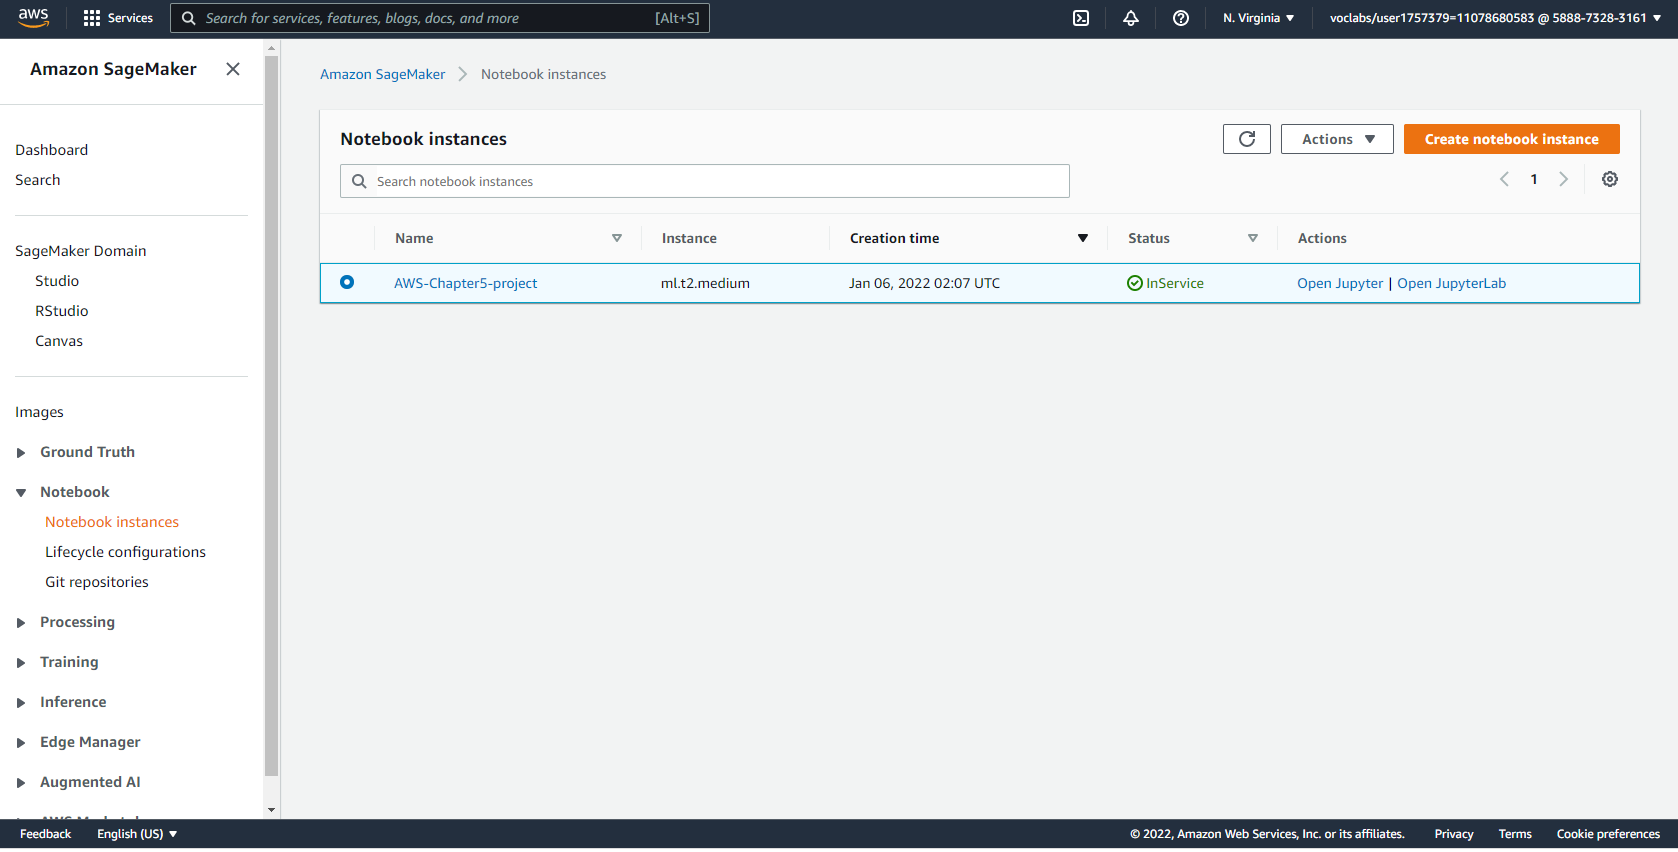 aws Services Search for services, features, blogs, docs, and more [Alt+S] N. Virginia voclabs/user1757379=11078680583 @ 5888-7328-3161
Amazon SageMaker
Dashboard
Search
SageMaker Domain
Studio
RStudio
Canvas
Images
Ground Truth
Notebook
Notebook instances
Lifecycle configurations
Git repositories
Processing
Training
Inference
Edge Manager
Augmented AI
Amazon SageMaker Notebook instances
Notebook instances Actions Create notebook instance
Search notebook instances 1
Name Instance Creation time Status Actions
AWS-Chapter5-project ml.t2.medium Jan 06, 2022 02:07 UTC InService Open Jupyter | Open JupyterLab
Feedback English (US) © 2022, Amazon Web Services, Inc. or its affiliates. Privacy Terms Cookie preferences